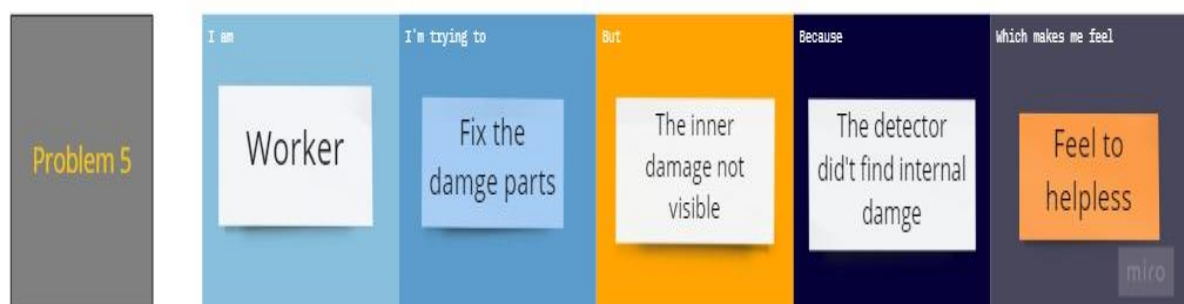 Problem 5
I am
Worker
I'm trying to
Fix the
damge parts
But
The inner
damage not
visible
Because
The detector
did't find internal
damge
Which makes me feel
Feel to
helpless
miro